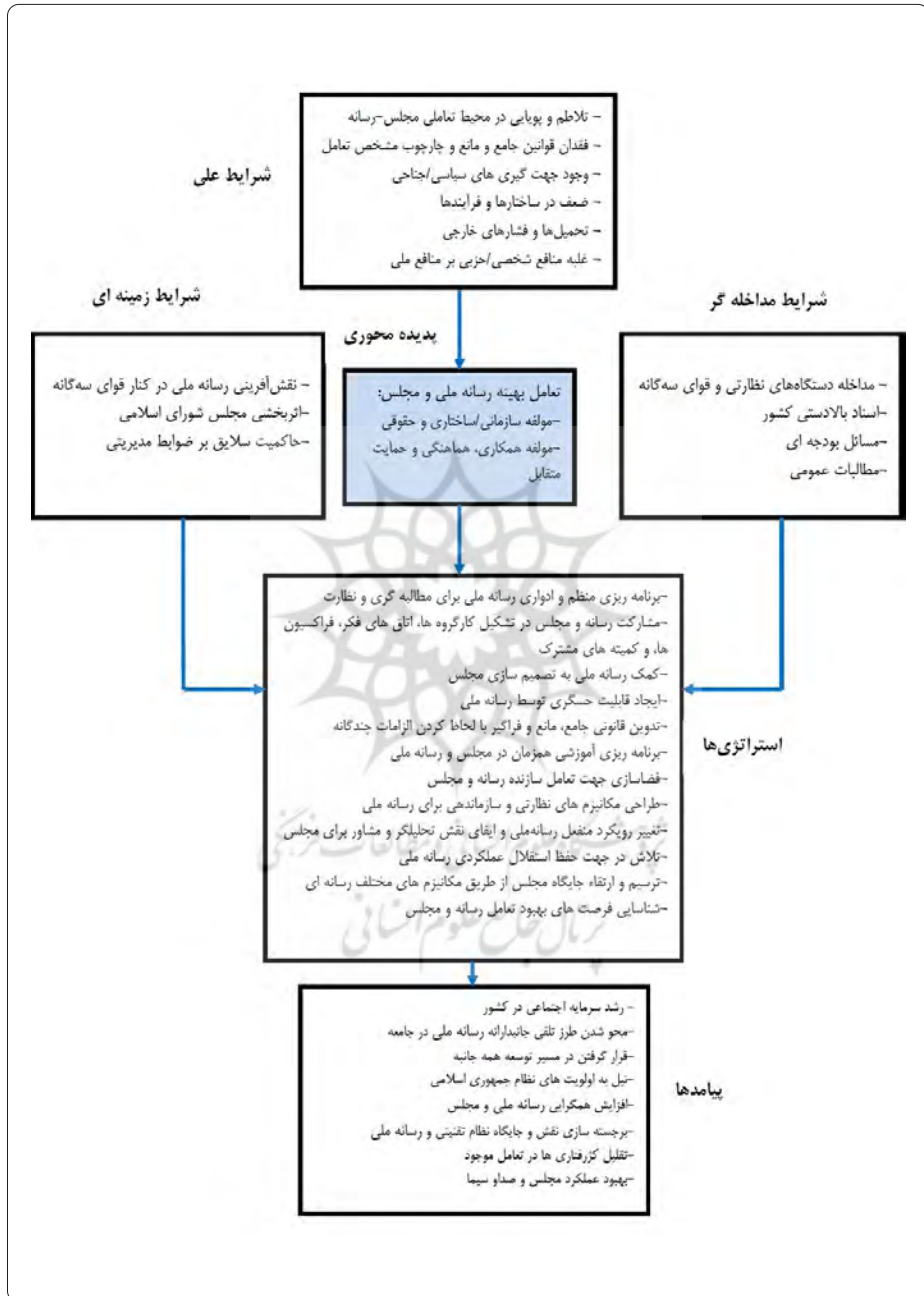 - تلاطم و پویایی در محیط تعاملی مجلس-رسانه
- فقدان قوانین جامع و مانع و چارچوب مشخص تعامل
- وجود جهت گیری های سیاسی/جناحی
- ضعف در ساختارها و فرآیندها
- تحمیل‌ها و فشارهای خارجی
- غلبه منافع شخصی/حزبی بر منافع ملی
شرایط علی
شرایط مداخله گر
شرایط زمینه ای
پدیده محوری
- مداخله دستگاه‌های نظارتی و قوای سه‌گانه
-اسناد بالادستی کشور
-مسائل بودجه ای
-مطالبات عمومی
تعامل بهینه رسانه ملی و مجلس:
-مولفه سازمانی/ساختاری و حقوقی
-مولفه همکاری، هماهنگی و حمایت
متقابل
- نقش‌آفرینی رسانه ملی در کنار قوای سه‌گانه
-اثربخشی مجلس شورای اسلامی
-حاکمیت سلایق بر ضوابط مدیریتی
-برنامه ریزی منظم و ادواری رسانه ملی برای مطالبه گری و نظارت
-مشارکت رسانه و مجلس در تشکیل کارگروه ها، اتاق های فکر، فراکسیون
ها، و کمیته های مشترک
-کمک رسانه ملی به تصمیم سازی مجلس
-ایجاد قابلیت حسگری توسط رسانه ملی
-تدوین قانونی جامع، مانع و فراگیر با لحاظ کردن الزامات چندگانه
-برنامه ریزی آموزشی همزمان در مجلس و رسانه ملی
-فضاسازی جهت تعامل سازنده رسانه و مجلس
-طراحی مکانیزم های نظارتی و سازماندهی برای رسانه ملی
-تغییر رویکرد منفعل رسانه‌ملی و ایفای نقش تحلیلگر و مشاور برای مجلس
-تلاش در جهت حفظ استقلال عملکردی رسانه ملی
-ترسیم و ارتقاء جایگاه مجلس از طریق مکانیزم های مختلف رسانه ای
-شناسایی فرصت های بهبود تعامل رسانه و مجلس
استراتژی‌ها
پژوهشگاه علوم انسانی و مطالعات فرهنگی
پرتال جامع علوم انسانی
- رشد سرمایه اجتماعی در کشور
-محو شدن طرز تلقی جانبدارانه رسانه ملی در جامعه
-قرار گرفتن در مسیر توسعه همه جانبه
-نیل به اولویت های نظام جمهوری اسلامی
-افزایش همگرایی رسانه ملی و مجلس
-برجسته سازی نقش و جایگاه نظام تقنینی و رسانه ملی
-تقلیل کژرفتاری ها در تعامل موجود
-بهبود عملکرد مجلس و صداو سیما
پیامدها